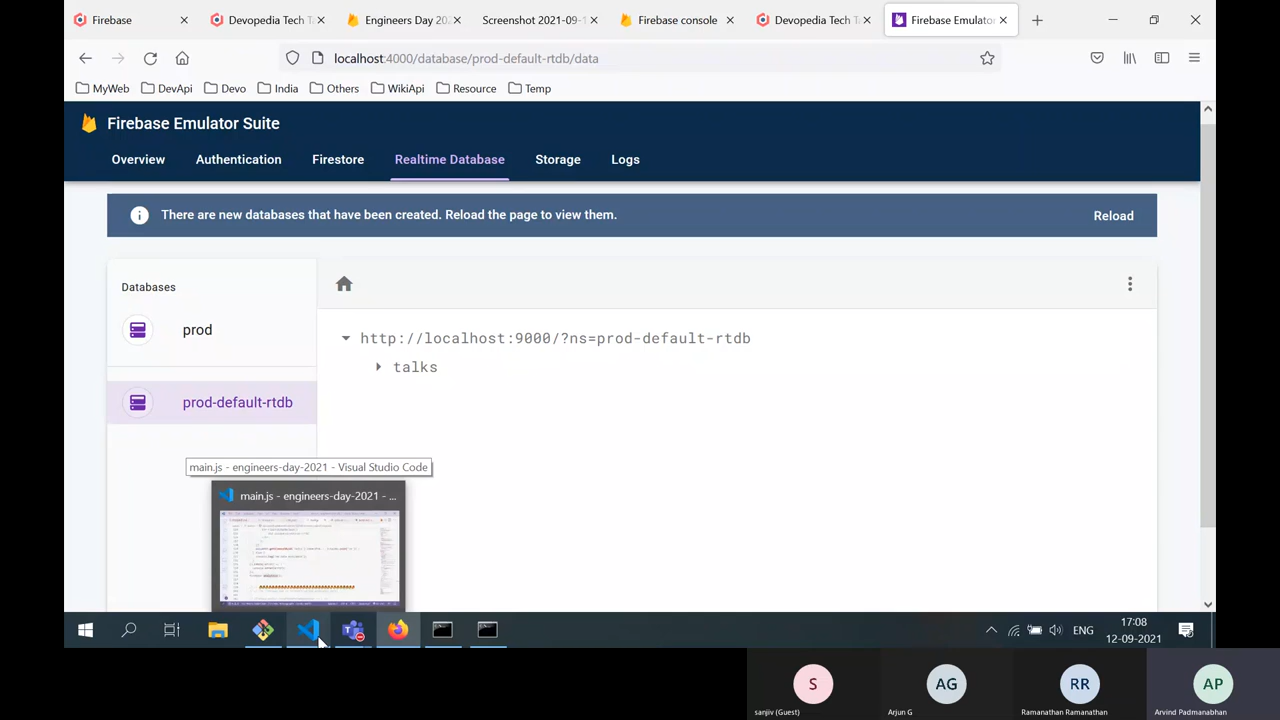 Firebase
Devopedia Tech T
Engineers Day 20
Screenshot 2021-09-1
Firebase console
Devopedia Tech T
Firebase Emulator
localhost:4000/database/prod-default-rtdb/data
MyWeb
DevApi
Devo
India
Others
WikiApi
Resource
Temp
Firebase Emulator Suite
Overview
Authentication
Firestore
Realtime Database
Storage
Logs
There are new databases that have been created. Reload the page to view them.
Reload
Databases
prod
http://localhost:9000/?ns=prod-default-rtdb
talks
prod-default-rtdb
main.js - engineers-day-2021 - Visual Studio Code
main.js - engineers-day-2021 - ...
ENG
17:08
12-09-2021
S
AG
RR
AP
sanjiv (Guest)
Arjun G
Ramanathan Ramanathan
Arvind Padmanabhan